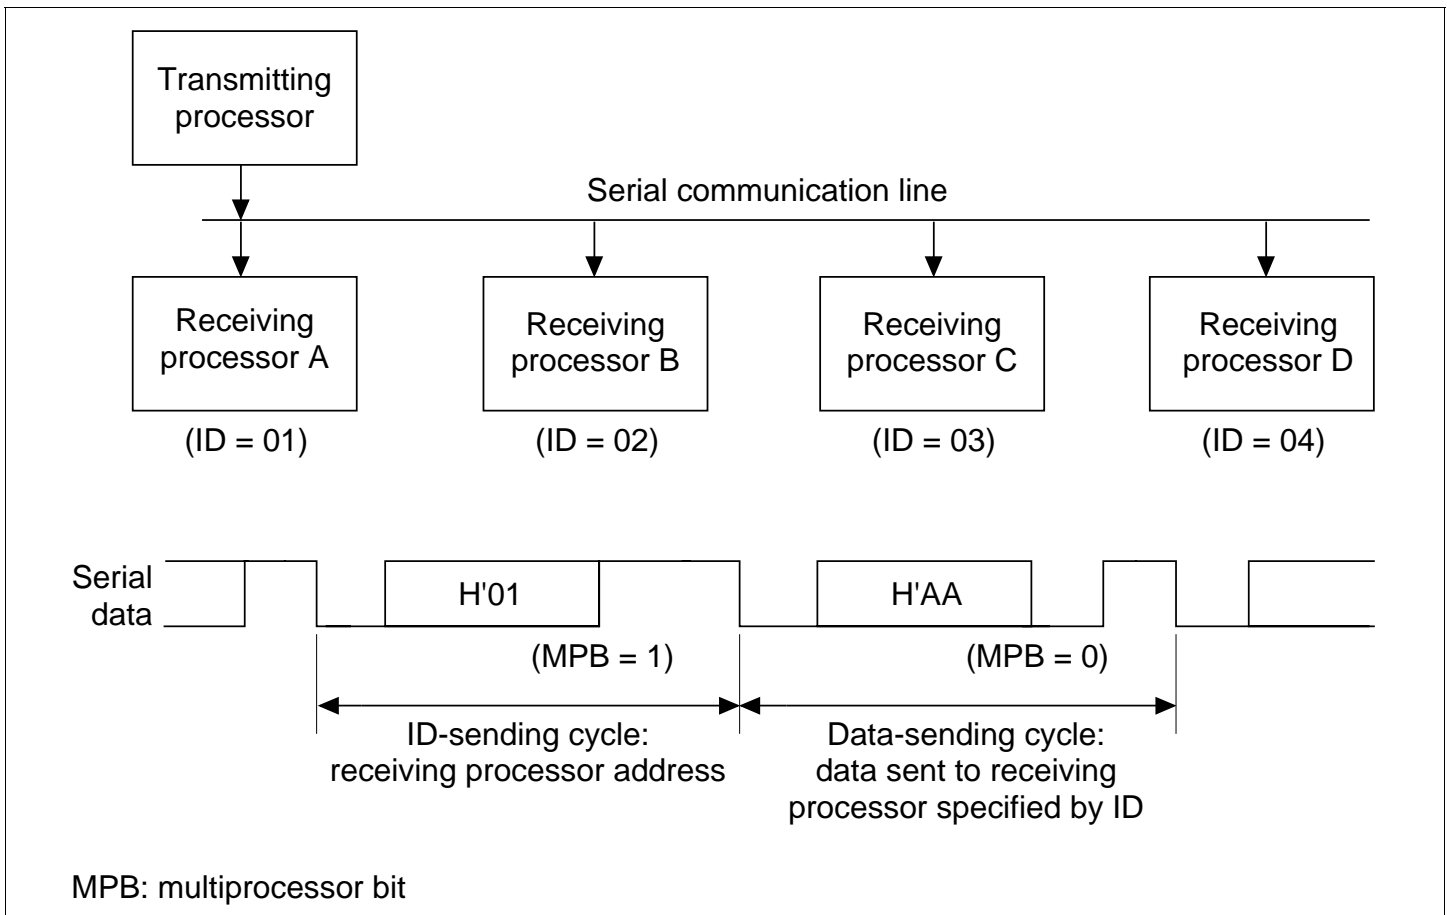 Transmitting
processor
Serial communication line
Receiving
processor A
Receiving
processor B
Receiving
processor C
Receiving
processor D
(ID = 01)
(ID = 02)
(ID = 03)
(ID = 04)
Serial
data
H'01
H'AA
(MPB = 1)
(MPB = 0)
ID-sending cycle:
receiving processor address
Data-sending cycle:
data sent to receiving
processor specified by ID
MPB: multiprocessor bit